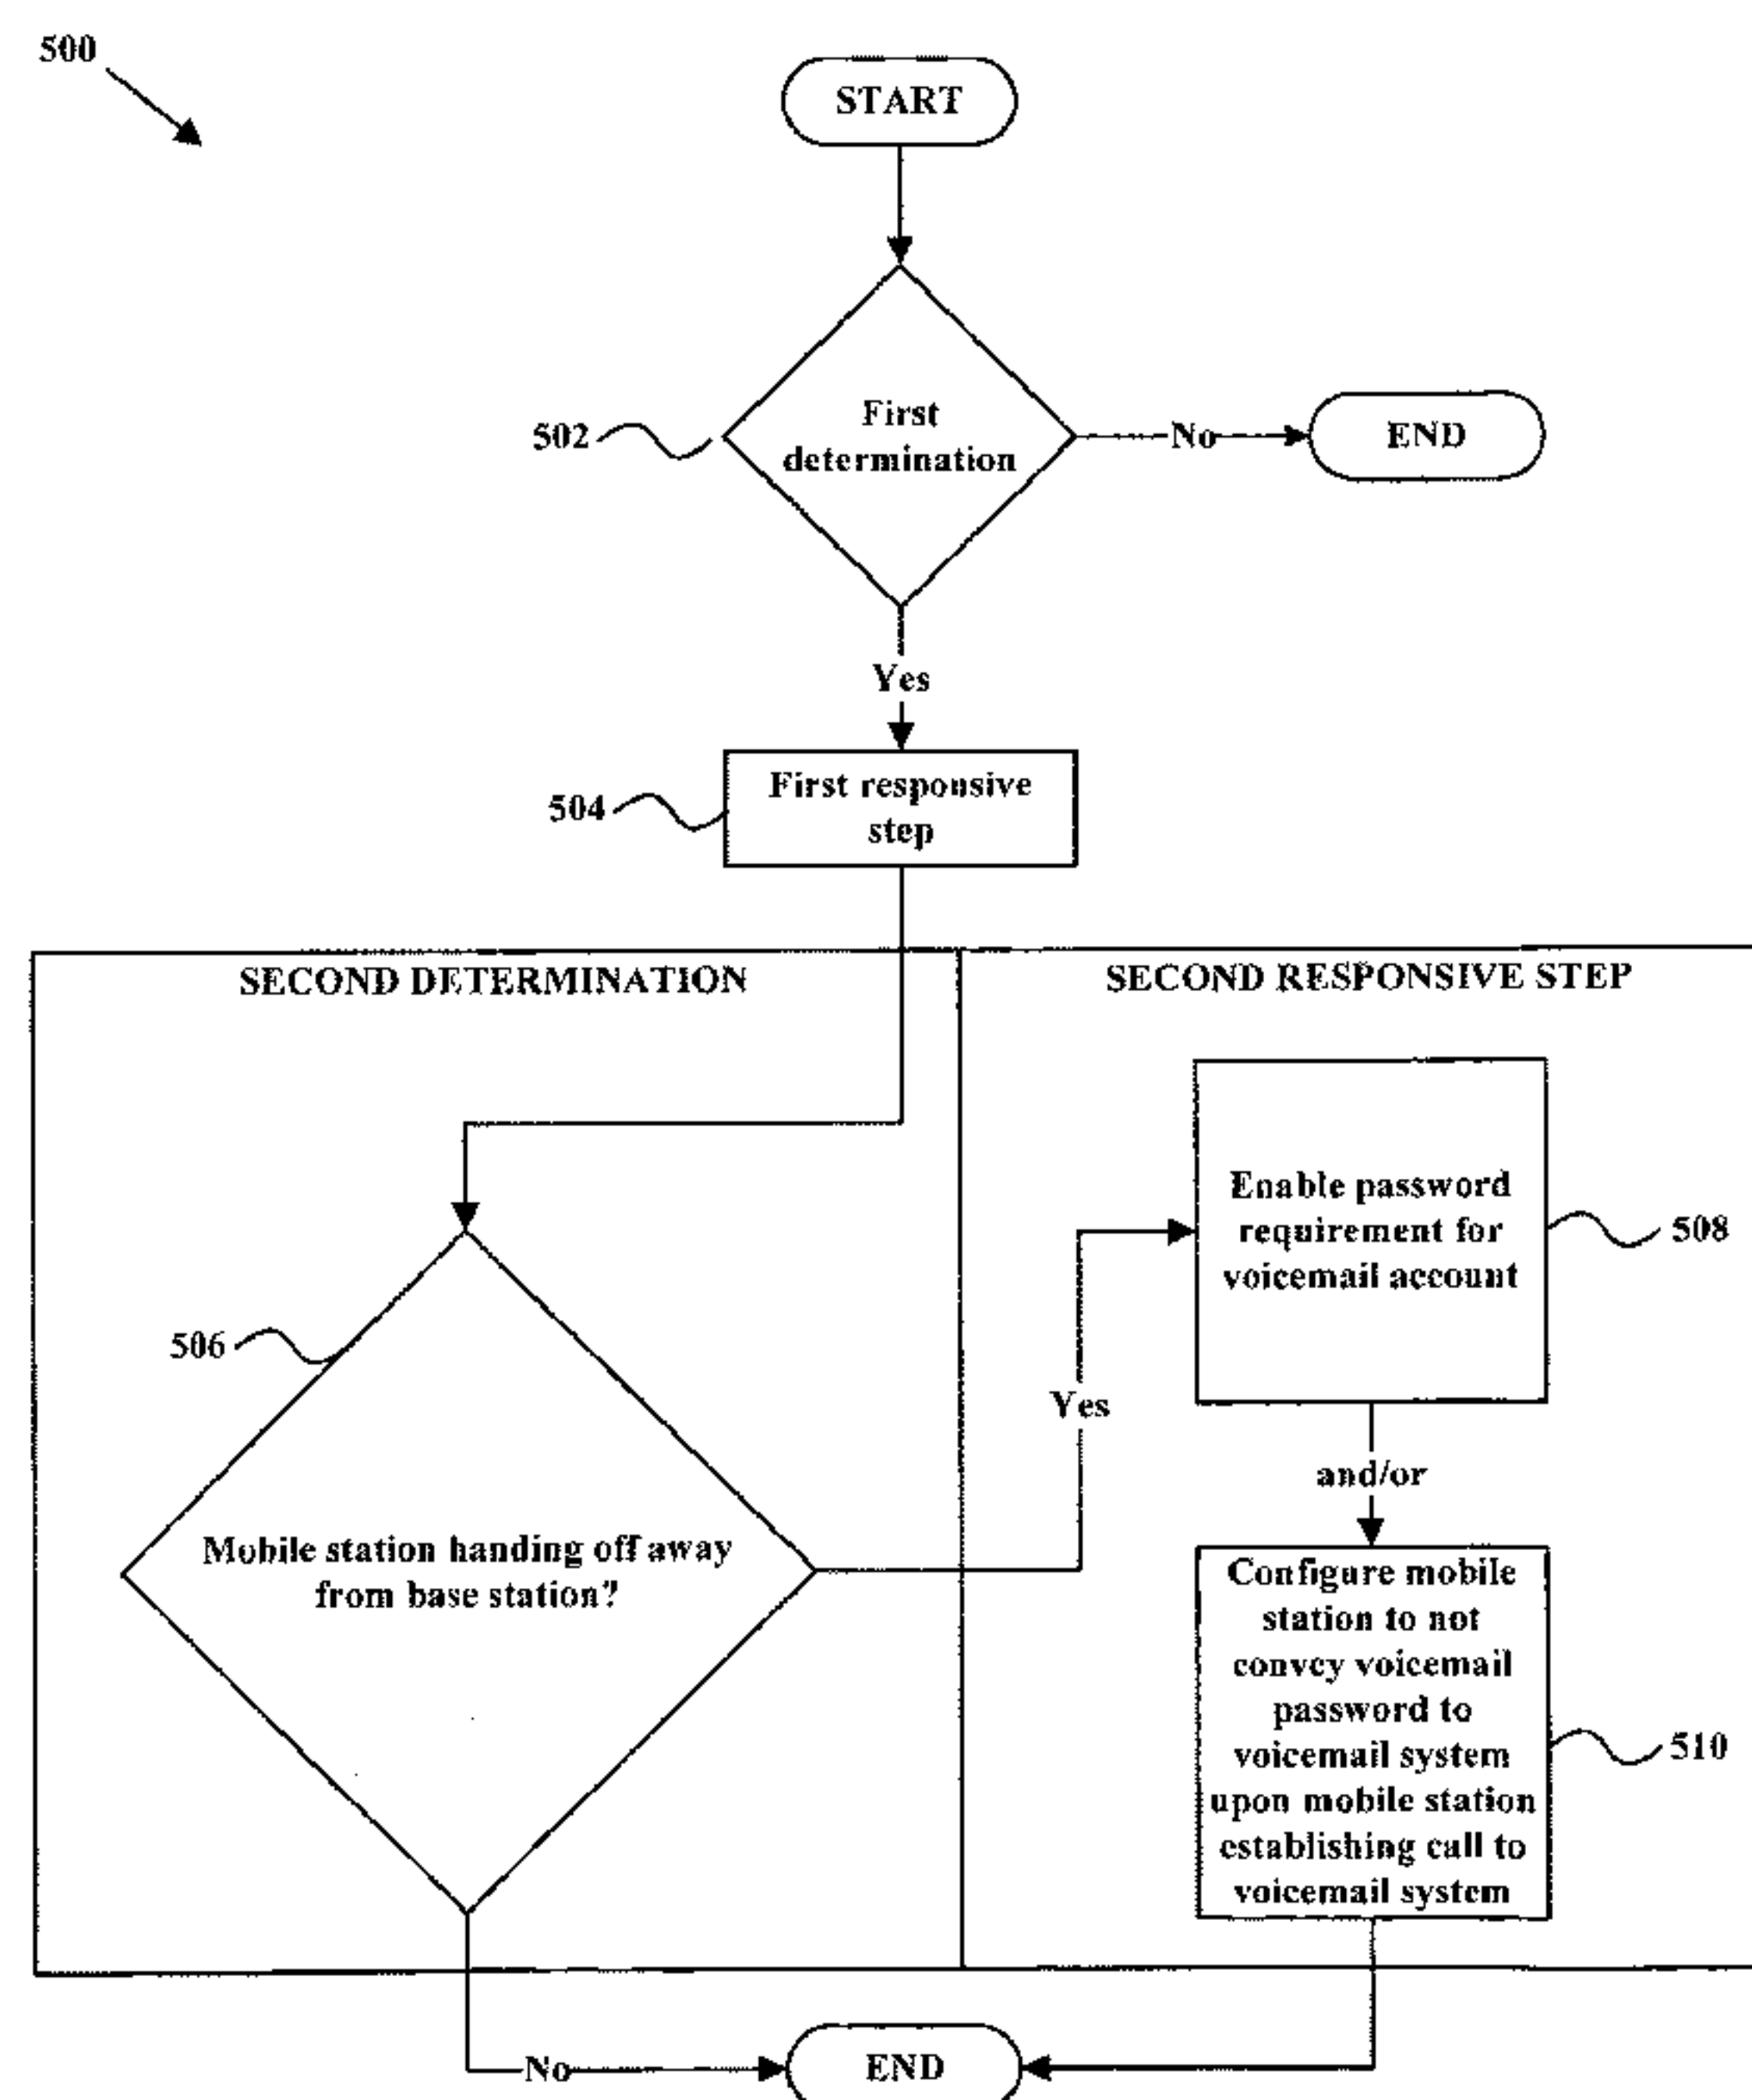 500
START
First
determination
502
No
END
Yes
First responsive
step
504
SECOND DETERMINATION
SECOND RESPONSIVE STEP
Enable password
requirement for
voicemail account
508
506
Yes
and/or
Mobile station handing off away
from base station?
Configure mobile
station to not
convey voicemail
password to
voicemail system
upon mobile station
establishing call to
voicemail system
510
No
END